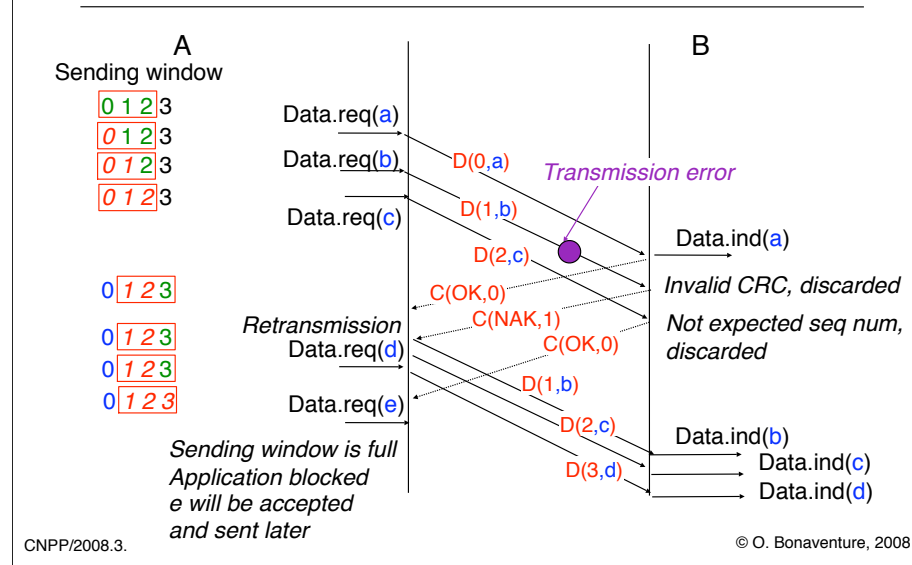 A
B
Sending window
0 1 2 3
0 1 2 3
0 1 2 3
0 1 2 3
Data.req(a)
Data.req(b)
Data.req(c)
D(0,a)
D(1,b)
D(2,c)
Transmission error
Data.ind(a)
Invalid CRC, discarded
Not expected seq num,
discarded
C(OK,0)
C(NAK,1)
C(OK,0)
0 1 2 3
0 1 2 3
0 1 2 3
0 1 2 3
Retransmission
Data.req(d)
Data.req(e)
D(1,b)
D(2,c)
D(3,d)
Data.ind(b)
Data.ind(c)
Data.ind(d)
Sending window is full
Application blocked
e will be accepted
and sent later
CNPP/2008.3.
© O. Bonaventure, 2008